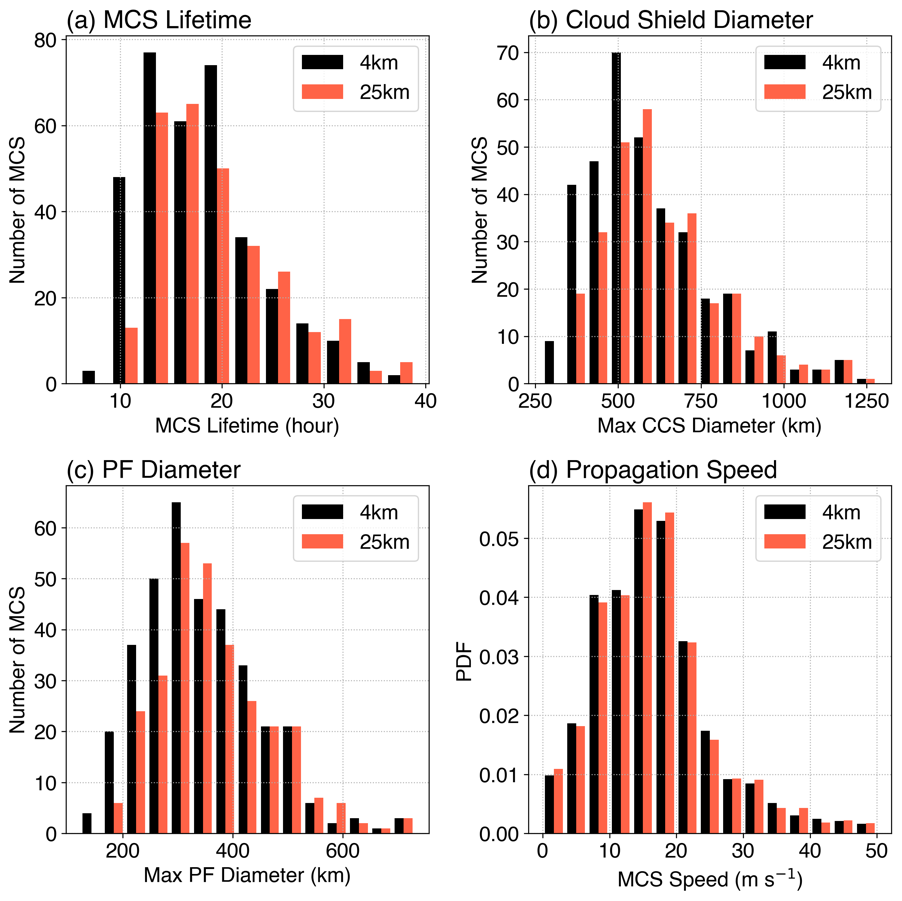 (a) MCS Lifetime
80
60
40
20
0
Number of MCS
10 20 30 40
MCS Lifetime (hour)
4km
25km
(b) Cloud Shield Diameter
70
60
50
40
30
20
10
0
Number of MCS
250 500 750 1000 1250
Max CCS Diameter (km)
4km
25km
(c) PF Diameter
60
50
40
30
20
10
0
Number of MCS
200 400 600
Max PF Diameter (km)
4km
25km
(d) Propagation Speed
0.05
0.04
0.03
0.02
0.01
0.00
PDF
0 10 20 30 40 50
MCS Speed (m s⁻¹)
4km
25km